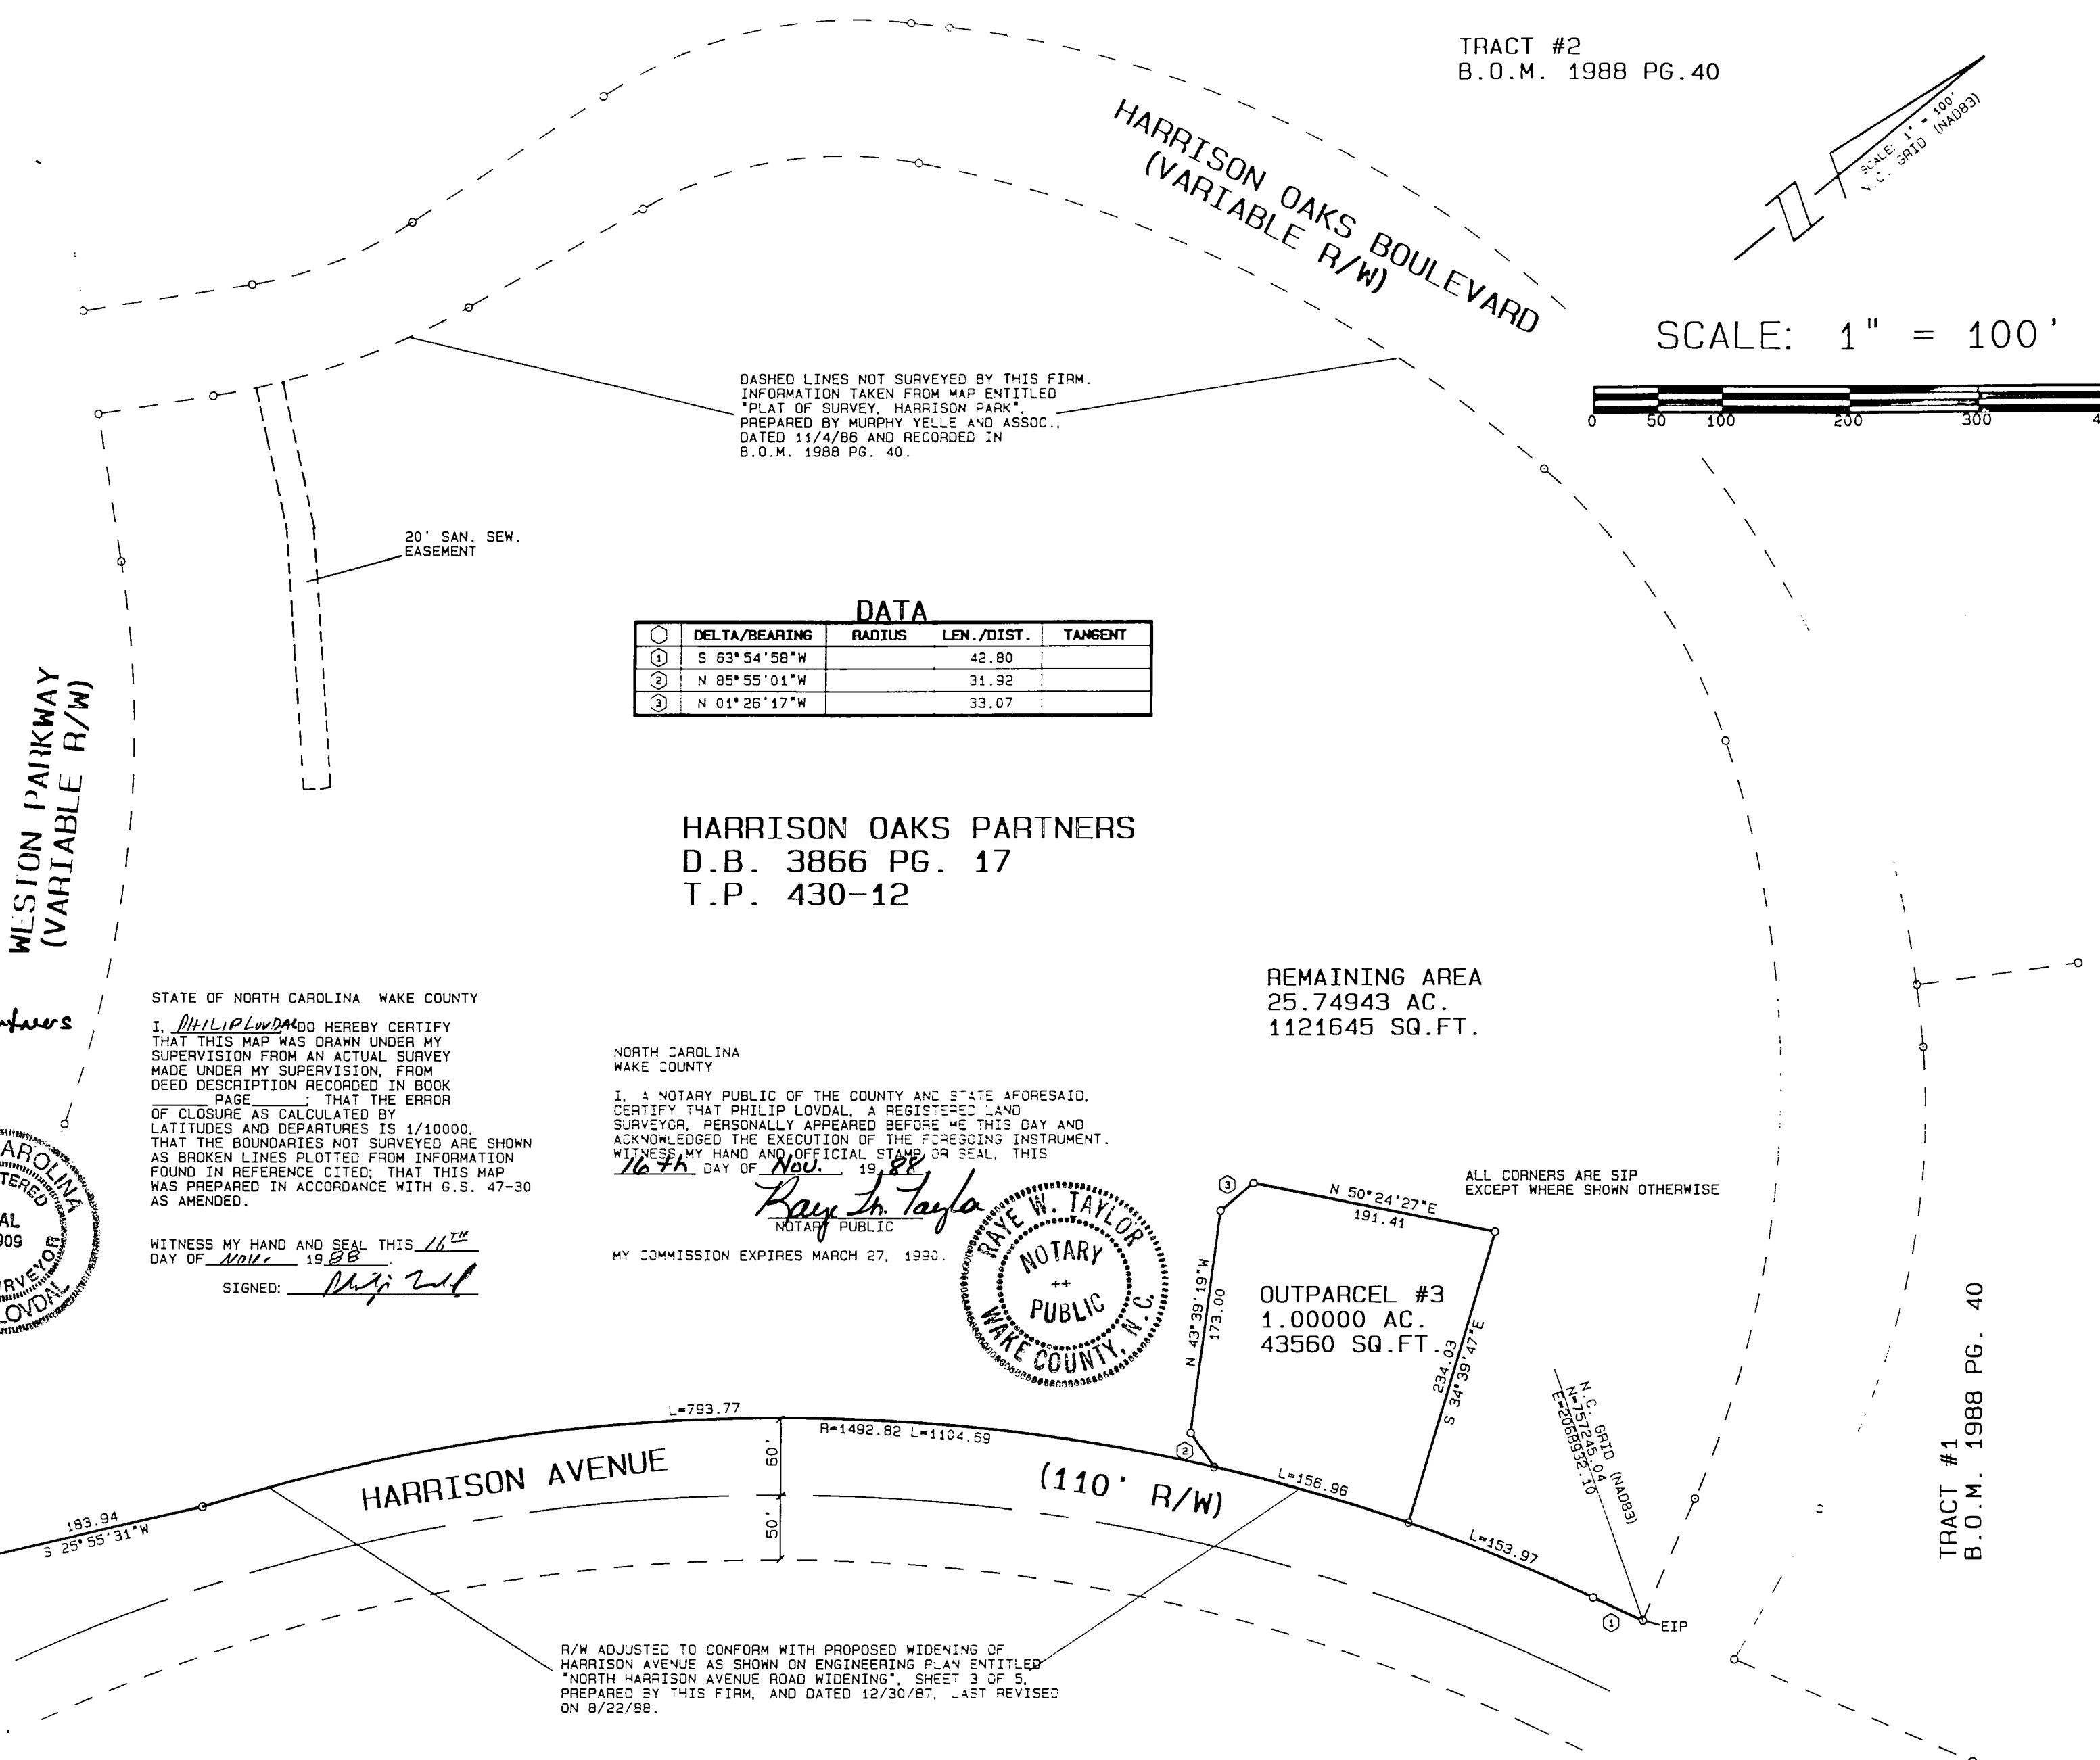 TRACT #2
B.O.M. 1988 PG.40
SCALE: 1" = 100'
N.C. GRID (NAD83)
HARRISON OAKS BOULEVARD
(VARIABLE R/W)
SCALE: 1" = 100'
0 50 100 200 300
DASHED LINES NOT SURVEYED BY THIS FIRM.
INFORMATION TAKEN FROM MAP ENTITLED
"PLAT OF SURVEY, HARRISON PARK",
PREPARED BY MURPHY YELLE AND ASSOC.,
DATED 11/4/86 AND RECORDED IN
B.O.M. 1988 PG. 40.
20' SAN. SEW.
EASEMENT
DATA
DELTA/BEARING RADIUS LEN./DIST. TANGENT
1 S 63°54'58"W 42.80
2 N 85°55'01"W 31.92
3 N 01°26'17"W 33.07
WESTON PARKWAY
(VARIABLE R/W)
HARRISON OAKS PARTNERS
D.B. 3866 PG. 17
T.P. 430-12
REMAINING AREA
25.74943 AC.
1121645 SQ.FT.
STATE OF NORTH CAROLINA WAKE COUNTY
I, PHILIP LOVDAL DO HEREBY CERTIFY
THAT THIS MAP WAS DRAWN UNDER MY
SUPERVISION FROM AN ACTUAL SURVEY
MADE UNDER MY SUPERVISION, FROM
DEED DESCRIPTION RECORDED IN BOOK
______ PAGE______; THAT THE ERROR
OF CLOSURE AS CALCULATED BY
LATITUDES AND DEPARTURES IS 1/10000,
THAT THE BOUNDARIES NOT SURVEYED ARE SHOWN
AS BROKEN LINES PLOTTED FROM INFORMATION
FOUND IN REFERENCE CITED; THAT THIS MAP
WAS PREPARED IN ACCORDANCE WITH G.S. 47-30
AS AMENDED.
WITNESS MY HAND AND SEAL THIS 16TH
DAY OF NOV. 1988.
SIGNED:
NORTH CAROLINA
WAKE COUNTY
I, A NOTARY PUBLIC OF THE COUNTY AND STATE AFORESAID,
CERTIFY THAT PHILIP LOVDAL, A REGISTERED LAND
SURVEYOR, PERSONALLY APPEARED BEFORE ME THIS DAY AND
ACKNOWLEDGED THE EXECUTION OF THE FOREGOING INSTRUMENT.
WITNESS MY HAND AND OFFICIAL STAMP OR SEAL, THIS
16th DAY OF Nov. , 1988.
Raye W. Taylor
NOTARY PUBLIC
MY COMMISSION EXPIRES MARCH 27, 1990.
RAYE W. TAYLOR
NOTARY
++
PUBLIC
WAKE COUNTY, N.C.
LOVDAL
ALL CORNERS ARE SIP
EXCEPT WHERE SHOWN OTHERWISE
3
N 50°24'27"E
191.41
N 43°39'19"W
173.00
OUTPARCEL #3
1.00000 AC.
43560 SQ.FT.
234.03
S 34°39'47"E
2
L=793.77
R=1492.82 L=1104.69
L=156.96
L=153.97
N.C. GRID (NAD83)
N=757245.04
E=2068932.10
1
EIP
TRACT #1
B.O.M. 1988 PG. 40
183.94
S 25°55'31"W
HARRISON AVENUE
(110' R/W)
60'
50'
R/W ADJUSTED TO CONFORM WITH PROPOSED WIDENING OF
HARRISON AVENUE AS SHOWN ON ENGINEERING PLAN ENTITLED
"NORTH HARRISON AVENUE ROAD WIDENING", SHEET 3 OF 5,
PREPARED BY THIS FIRM, AND DATED 12/30/87, LAST REVISED
ON 8/22/88.